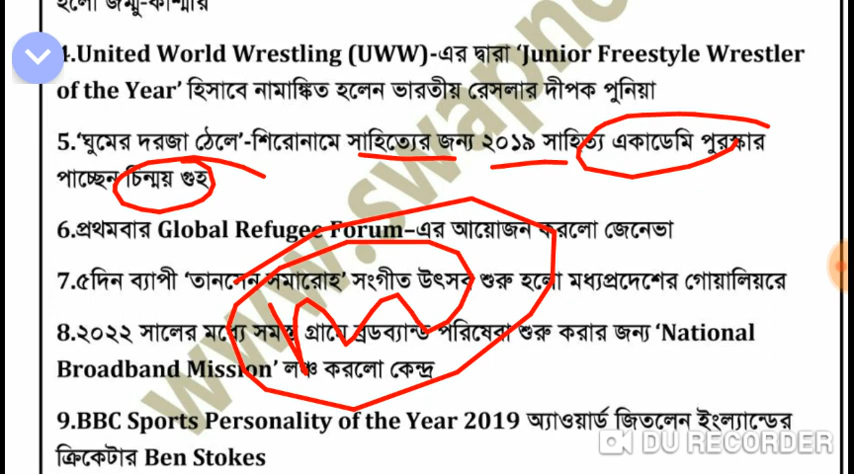 হলো জম্মু-কাশ্মীর
4.United World Wrestling (UWW)-এর দ্বারা ‘Junior Freestyle Wrestler
of the Year’ হিসাবে নামাঙ্কিত হলেন ভারতীয় রেসলার দীপক পুনিয়া
5.‘ঘুমের দরজা ঠেলে’-শিরোনামে সাহিত্যের জন্য ২০১৯ সাহিত্য একাডেমি পুরস্কার
পাচ্ছেন চিন্ময় গুহ
6.প্রথমবার Global Refugee Forum–এর আয়োজন করলো জেনেভা
7.৫দিন ব্যাপী ‘তানসেন সমারোহ’ সংগীত উৎসব শুরু হলো মধ্যপ্রদেশের গোয়ালিয়রে
8.২০২২ সালের মধ্যে সমস্ত গ্রামে ব্রডব্যান্ড পরিষেবা শুরু করার জন্য ‘National
Broadband Mission’ লঞ্চ করলো কেন্দ্র
9.BBC Sports Personality of the Year 2019 অ্যাওয়ার্ড জিতলেন ইংল্যান্ডের
ক্রিকেটার Ben Stokes
DU RECORDER